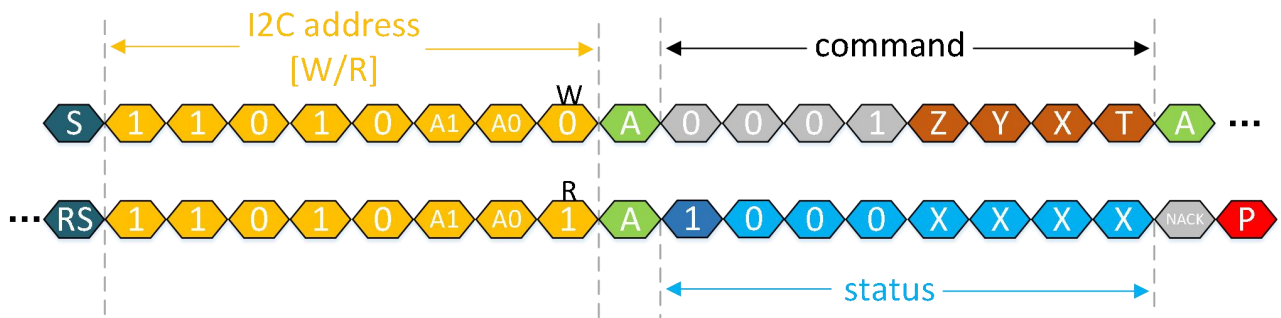 I2C address
[W/R]
command
W
S 1 1 0 1 0 A1 A0 0 A 0 0 0 1 Z Y X T A ...
R
... RS 1 1 0 1 0 A1 A0 1 A 1 0 0 0 X X X X NACK P
status